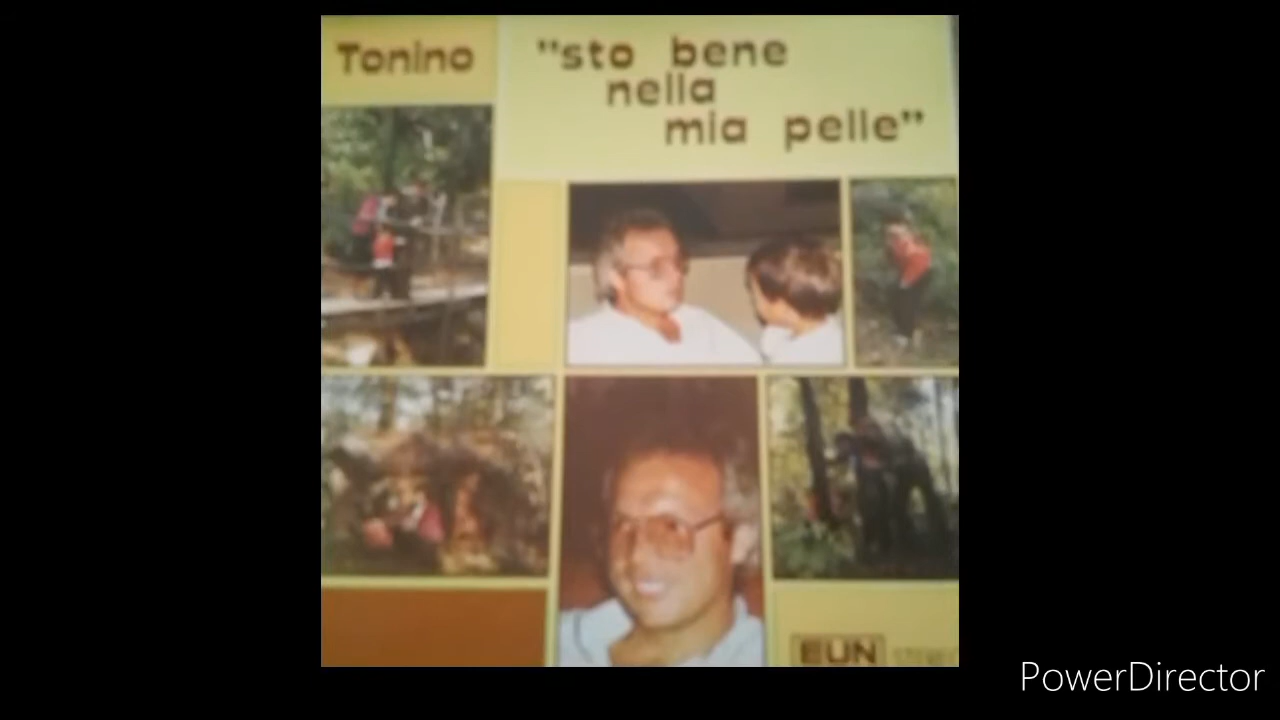 Tonino
"sto bene
nella
mia pelle"
EUN
PowerDirector